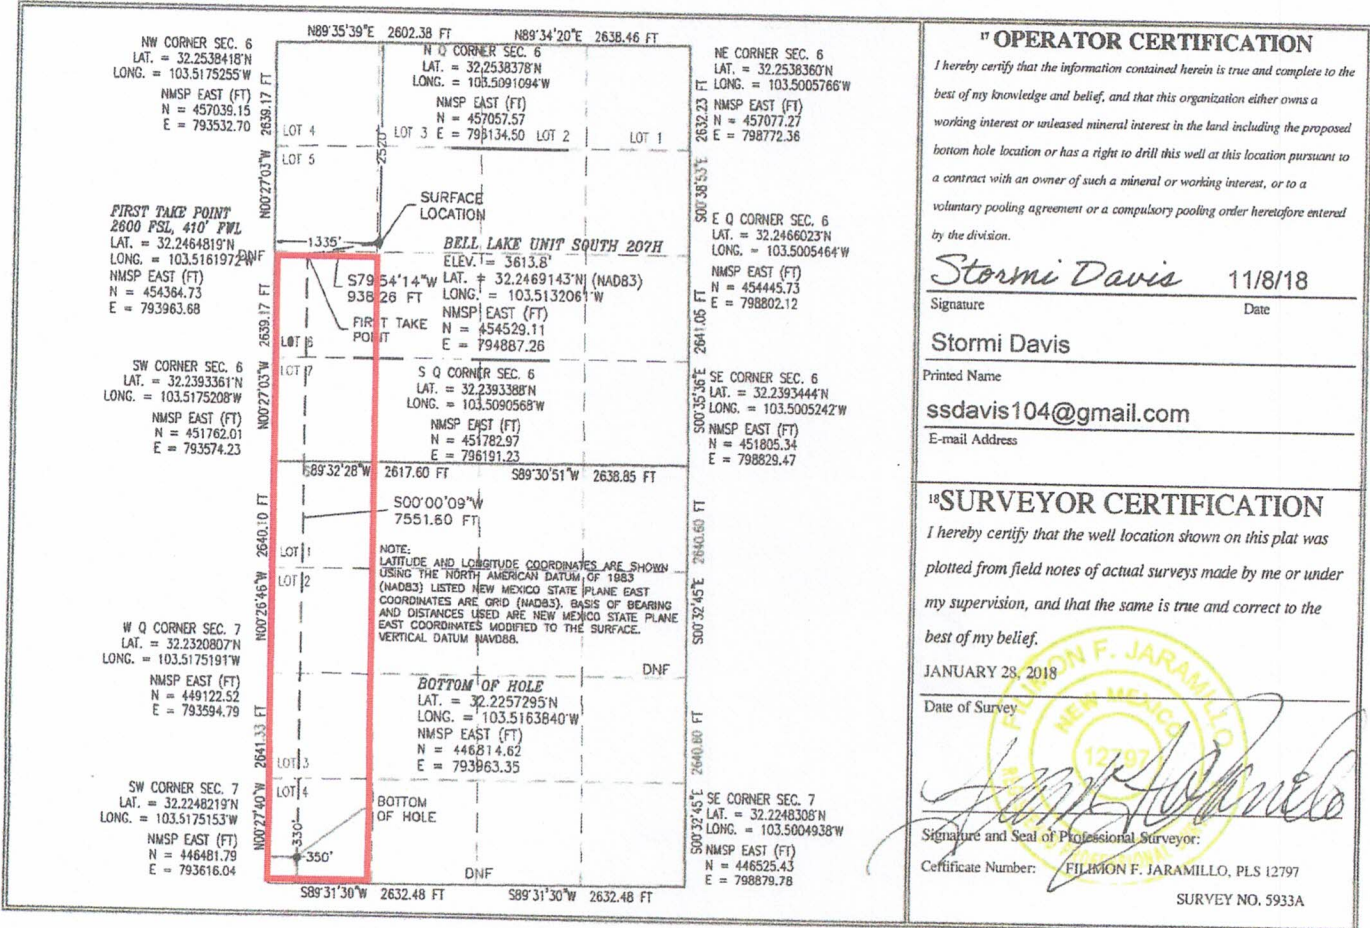 N89°35'39"E 2602.38 FT N89°34'20"E 2638.46 FT
NW CORNER SEC. 6
LAT. = 32.2538418°N
LONG. = 103.5175255°W
NMSP EAST (FT)
N = 457039.15
E = 793532.70
N Q CORNER SEC. 6
LAT. = 32.2538378°N
LONG. = 103.5091094°W
NMSP EAST (FT)
N = 457057.57
E = 796134.50
NE CORNER SEC. 6
LAT. = 32.2538360°N
LONG. = 103.5005766°W
NMSP EAST (FT)
N = 457077.27
E = 798772.36
N00°27'03"W 2639.17 FT
LOT 4 LOT 3 LOT 2 LOT 1
2520'
S00°38'53"E 2632.23 FT
LOT 5
SURFACE
LOCATION
FIRST TAKE POINT
2600 FSL, 410' FWL
LAT. = 32.2464819°N
LONG. = 103.5161972°W
NMSP EAST (FT)
N = 454364.73
E = 793963.68
DNF
1335'
S79°54'14"W
938.26 FT
FIRST TAKE
POINT
BELL LAKE UNIT SOUTH 207H
ELEV. = 3613.8'
LAT. = 32.2469143°N (NAD83)
LONG. = 103.5132061°W
NMSP EAST (FT)
N = 454529.11
E = 794887.26
E Q CORNER SEC. 6
LAT. = 32.2466023°N
LONG. = 103.5005464°W
NMSP EAST (FT)
N = 454445.73
E = 798802.12
N00°27'03"W 2639.17 FT
LOT 6
LOT 7
S00°35'36"E 2641.05 FT
SW CORNER SEC. 6
LAT. = 32.2393361°N
LONG. = 103.5175208°W
NMSP EAST (FT)
N = 451762.01
E = 793574.23
S Q CORNER SEC. 6
LAT. = 32.2393388°N
LONG. = 103.5090568°W
NMSP EAST (FT)
N = 451782.97
E = 796191.23
SE CORNER SEC. 6
LAT. = 32.2393444°N
LONG. = 103.5005242°W
NMSP EAST (FT)
N = 451805.34
E = 798829.47
S89°32'28"W 2617.60 FT S89°30'51"W 2638.85 FT
S00°00'09"W
7551.60 FT
N00°26'46"W 2640.10 FT
LOT 1
LOT 2
S00°32'45"E 2640.60 FT
NOTE:
LATITUDE AND LONGITUDE COORDINATES ARE SHOWN
USING THE NORTH AMERICAN DATUM OF 1983
(NAD83) LISTED NEW MEXICO STATE PLANE EAST
COORDINATES ARE GRID (NAD83). BASIS OF BEARING
AND DISTANCES USED ARE NEW MEXICO STATE PLANE
EAST COORDINATES MODIFIED TO THE SURFACE.
VERTICAL DATUM NAVD88.
W Q CORNER SEC. 7
LAT. = 32.2320807°N
LONG. = 103.5175191°W
NMSP EAST (FT)
N = 449122.52
E = 793594.79
DNF
BOTTOM OF HOLE
LAT. = 32.2257295°N
LONG. = 103.5163840°W
NMSP EAST (FT)
N = 446814.62
E = 793963.35
N00°27'40"W 2641.33 FT
LOT 3
LOT 4
S00°32'45"E 2640.60 FT
SW CORNER SEC. 7
LAT. = 32.2248219°N
LONG. = 103.5175153°W
NMSP EAST (FT)
N = 446481.79
E = 793616.04
330'
350'
BOTTOM
OF HOLE
SE CORNER SEC. 7
LAT. = 32.2248308°N
LONG. = 103.5004938°W
NMSP EAST (FT)
N = 446525.43
E = 798879.78
DNF
S89°31'30"W 2632.48 FT S89°31'30"W 2632.48 FT
17 OPERATOR CERTIFICATION
I hereby certify that the information contained herein is true and complete to the
best of my knowledge and belief, and that this organization either owns a
working interest or unleased mineral interest in the land including the proposed
bottom hole location or has a right to drill this well at this location pursuant to
a contract with an owner of such a mineral or working interest, or to a
voluntary pooling agreement or a compulsory pooling order heretofore entered
by the division.
Stormi Davis 11/8/18
Signature Date
Stormi Davis
Printed Name
ssdavis104@gmail.com
E-mail Address
18 SURVEYOR CERTIFICATION
I hereby certify that the well location shown on this plat was
plotted from field notes of actual surveys made by me or under
my supervision, and that the same is true and correct to the
best of my belief.
JANUARY 28, 2018
Date of Survey
FILIMON F. JARAMILLO
NEW MEXICO
12797
PROFESSIONAL
Signature and Seal of Professional Surveyor:
Certificate Number: FILIMON F. JARAMILLO, PLS 12797
SURVEY NO. 5933A